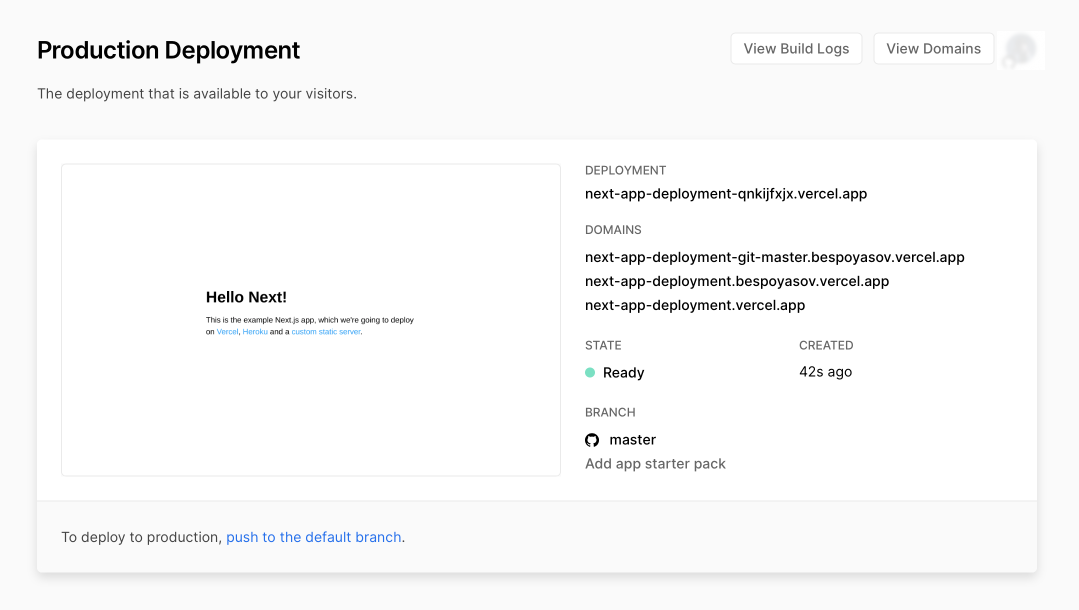 Production Deployment
View Build Logs
View Domains
The deployment that is available to your visitors.
Hello Next!
This is the example Next.js app, which we're going to deploy
on Vercel, Heroku and a custom static server.
DEPLOYMENT
next-app-deployment-qnkijfxjx.vercel.app
DOMAINS
next-app-deployment-git-master.bespoyasov.vercel.app
next-app-deployment.bespoyasov.vercel.app
next-app-deployment.vercel.app
STATE
Ready
CREATED
42s ago
BRANCH
master
Add app starter pack
To deploy to production, push to the default branch.